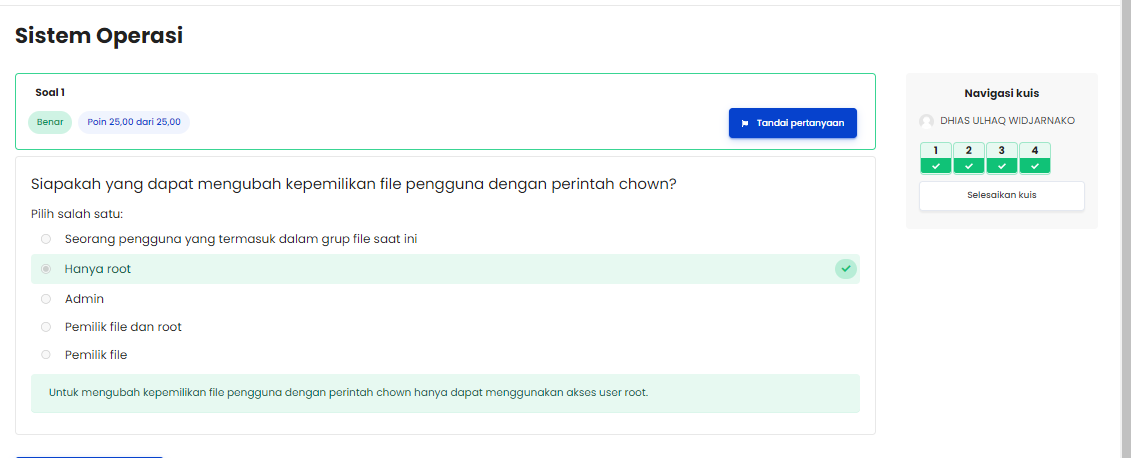 Sistem Operasi
Soal 1
Benar
Poin 25,00 dari 25,00
Tandai pertanyaan
Siapakah yang dapat mengubah kepemilikan file pengguna dengan perintah chown?
Pilih salah satu:
Seorang pengguna yang termasuk dalam grup file saat ini
Hanya root
Admin
Pemilik file dan root
Pemilik file
Untuk mengubah kepemilikan file pengguna dengan perintah chown hanya dapat menggunakan akses user root.
Navigasi kuis
DHIAS ULHAQ WIDJARNAKO
1 2 3 4
Selesaikan kuis